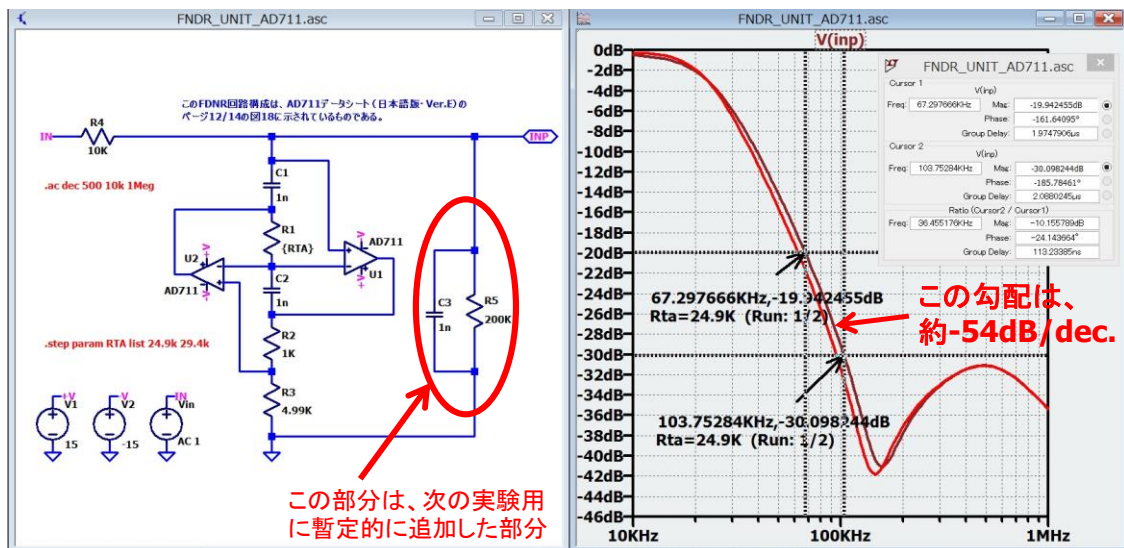 FNDR_UNIT_AD711.asc
このFDNR回路構成は、AD711データシート(日本語版・Ver.E)の
ページ12/14の図18に示されているものである。
IN
R4
10K
INP
.ac dec 500 10k 1Meg
C1
1n
R1
{RTA}
+V
U2
AD711
-V
-V
AD711
U1
+V
C2
1n
C3
1n
R5
200K
R2
1K
.step param RTA list 24.9k 29.4k
R3
4.99K
+V
V1
15
-V
V2
-15
IN
Vin
AC 1
この部分は、次の実験用
に暫定的に追加した部分
FNDR_UNIT_AD711.asc
V(inp)
0dB
-2dB
-4dB
-6dB
-8dB
-10dB
-12dB
-14dB
-16dB
-18dB
-20dB
-22dB
-24dB
-26dB
-28dB
-30dB
-32dB
-34dB
-36dB
-38dB
-40dB
-42dB
-44dB
-46dB
10KHz
100KHz
1MHz
FNDR_UNIT_AD711.asc
Cursor 1
V(inp)
Freq: 67.297666KHz Mag: -19.942455dB
Phase: -161.64095°
Group Delay: 1.9747906µs
Cursor 2
V(inp)
Freq: 103.75284KHz Mag: -30.098244dB
Phase: -185.78461°
Group Delay: 2.0880245µs
Ratio (Cursor2 / Cursor1)
Freq: 36.455176KHz Mag: -10.155789dB
Phase: -24.143664°
Group Delay: 113.23385ns
67.297666KHz,-19.942455dB
Rta=24.9K (Run: 1/2)
この勾配は、
約-54dB/dec.
103.75284KHz,-30.098244dB
Rta=24.9K (Run: 1/2)